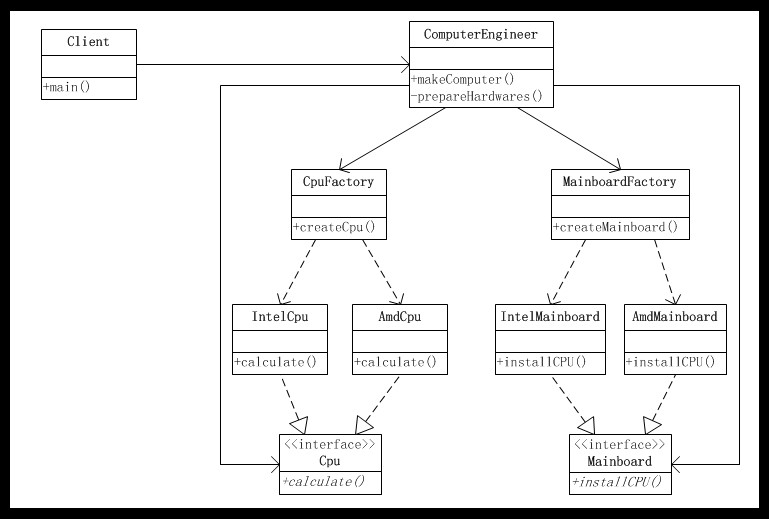 Client
+main()
ComputerEngineer
+makeComputer()
-prepareHardwares()
CpuFactory
+createCpu()
MainboardFactory
+createMainboard()
IntelCpu
+calculate()
AmdCpu
+calculate()
IntelMainboard
+installCPU()
AmdMainboard
+installCPU()
<<interface>>
Cpu
+calculate()
<<interface>>
Mainboard
+installCPU()